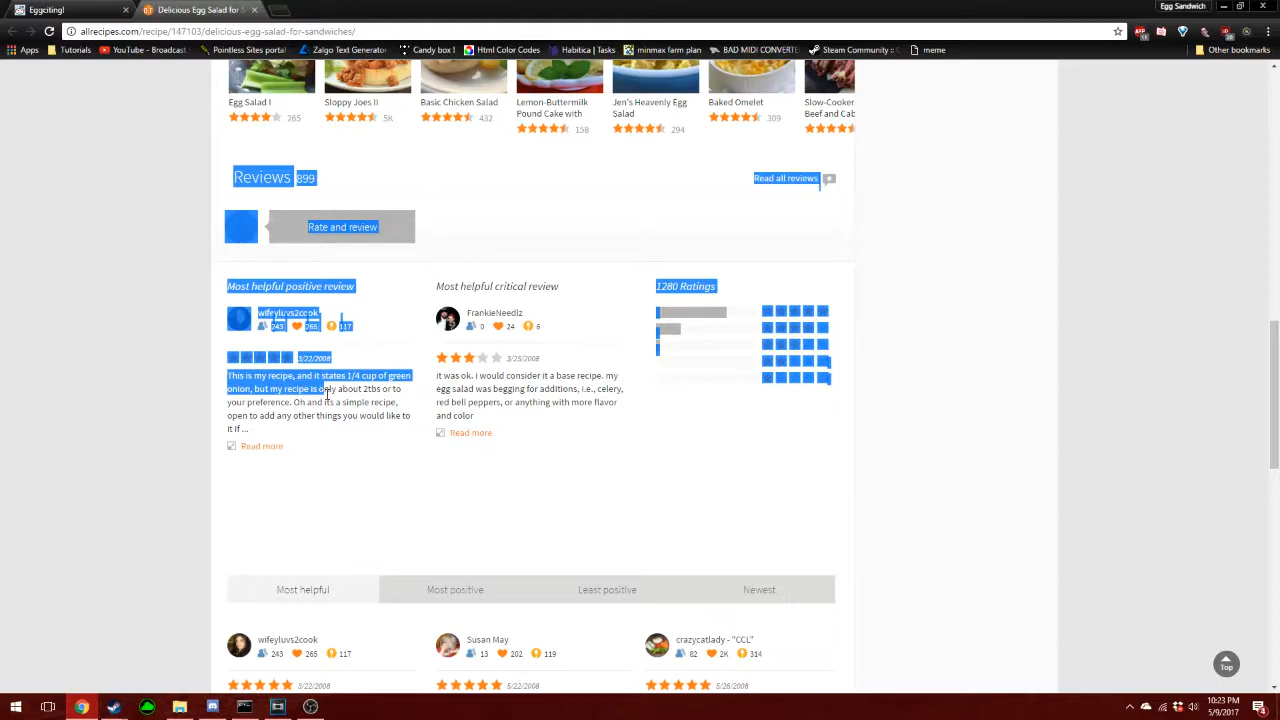 Eggciting!
Delicious Egg Salad for S
Egg Sandwich
allrecipes.com/recipe/147103/delicious-egg-salad-for-sandwiches/
Apps
Tutorials
YouTube - Broadcast
Pointless Sites portal
Zalgo Text Generator
Candy box !
Html Color Codes
Habitica | Tasks
minmax farm plan
BAD MIDI CONVERTE
Steam Community ::
meme
Other bookmarks
Egg Salad I
265
Sloppy Joes II
5K
Basic Chicken Salad
432
Lemon-Buttermilk
Pound Cake with
158
Jen's Heavenly Egg
Salad
294
Baked Omelet
309
Slow-Cooker
Beef and Cab
Reviews 899
Read all reviews
Rate and review
Most helpful positive review
wifeyluvs2cook
243 265 117
3/22/2008
This is my recipe, and it states 1/4 cup of green
onion, but my recipe is only about 2tbs or to
your preference. Oh and its a simple recipe,
open to add any other things you would like to
it if ...
Read more
Most helpful critical review
FrankieNeedlz
0 24 6
3/25/2008
it was ok. i would consider it a base recipe. my
egg salad was begging for additions, i.e., celery,
red bell peppers, or anything with more flavor
and color
Read more
1280 Ratings
Most helpful
Most positive
Least positive
Newest
wifeyluvs2cook
243 265 117
3/22/2008
Susan May
13 202 119
5/22/2008
crazycatlady - "CCL"
82 2K 314
5/26/2008
Top
10:23 PM
5/9/2017